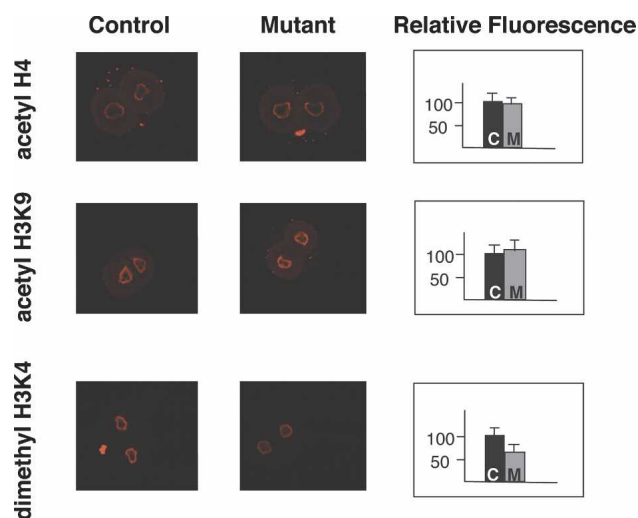 Control Mutant Relative Fluorescence
acetyl H4
100
50
C M
acetyl H3K9
100
50
C M
dimethyl H3K4
100
50
C M